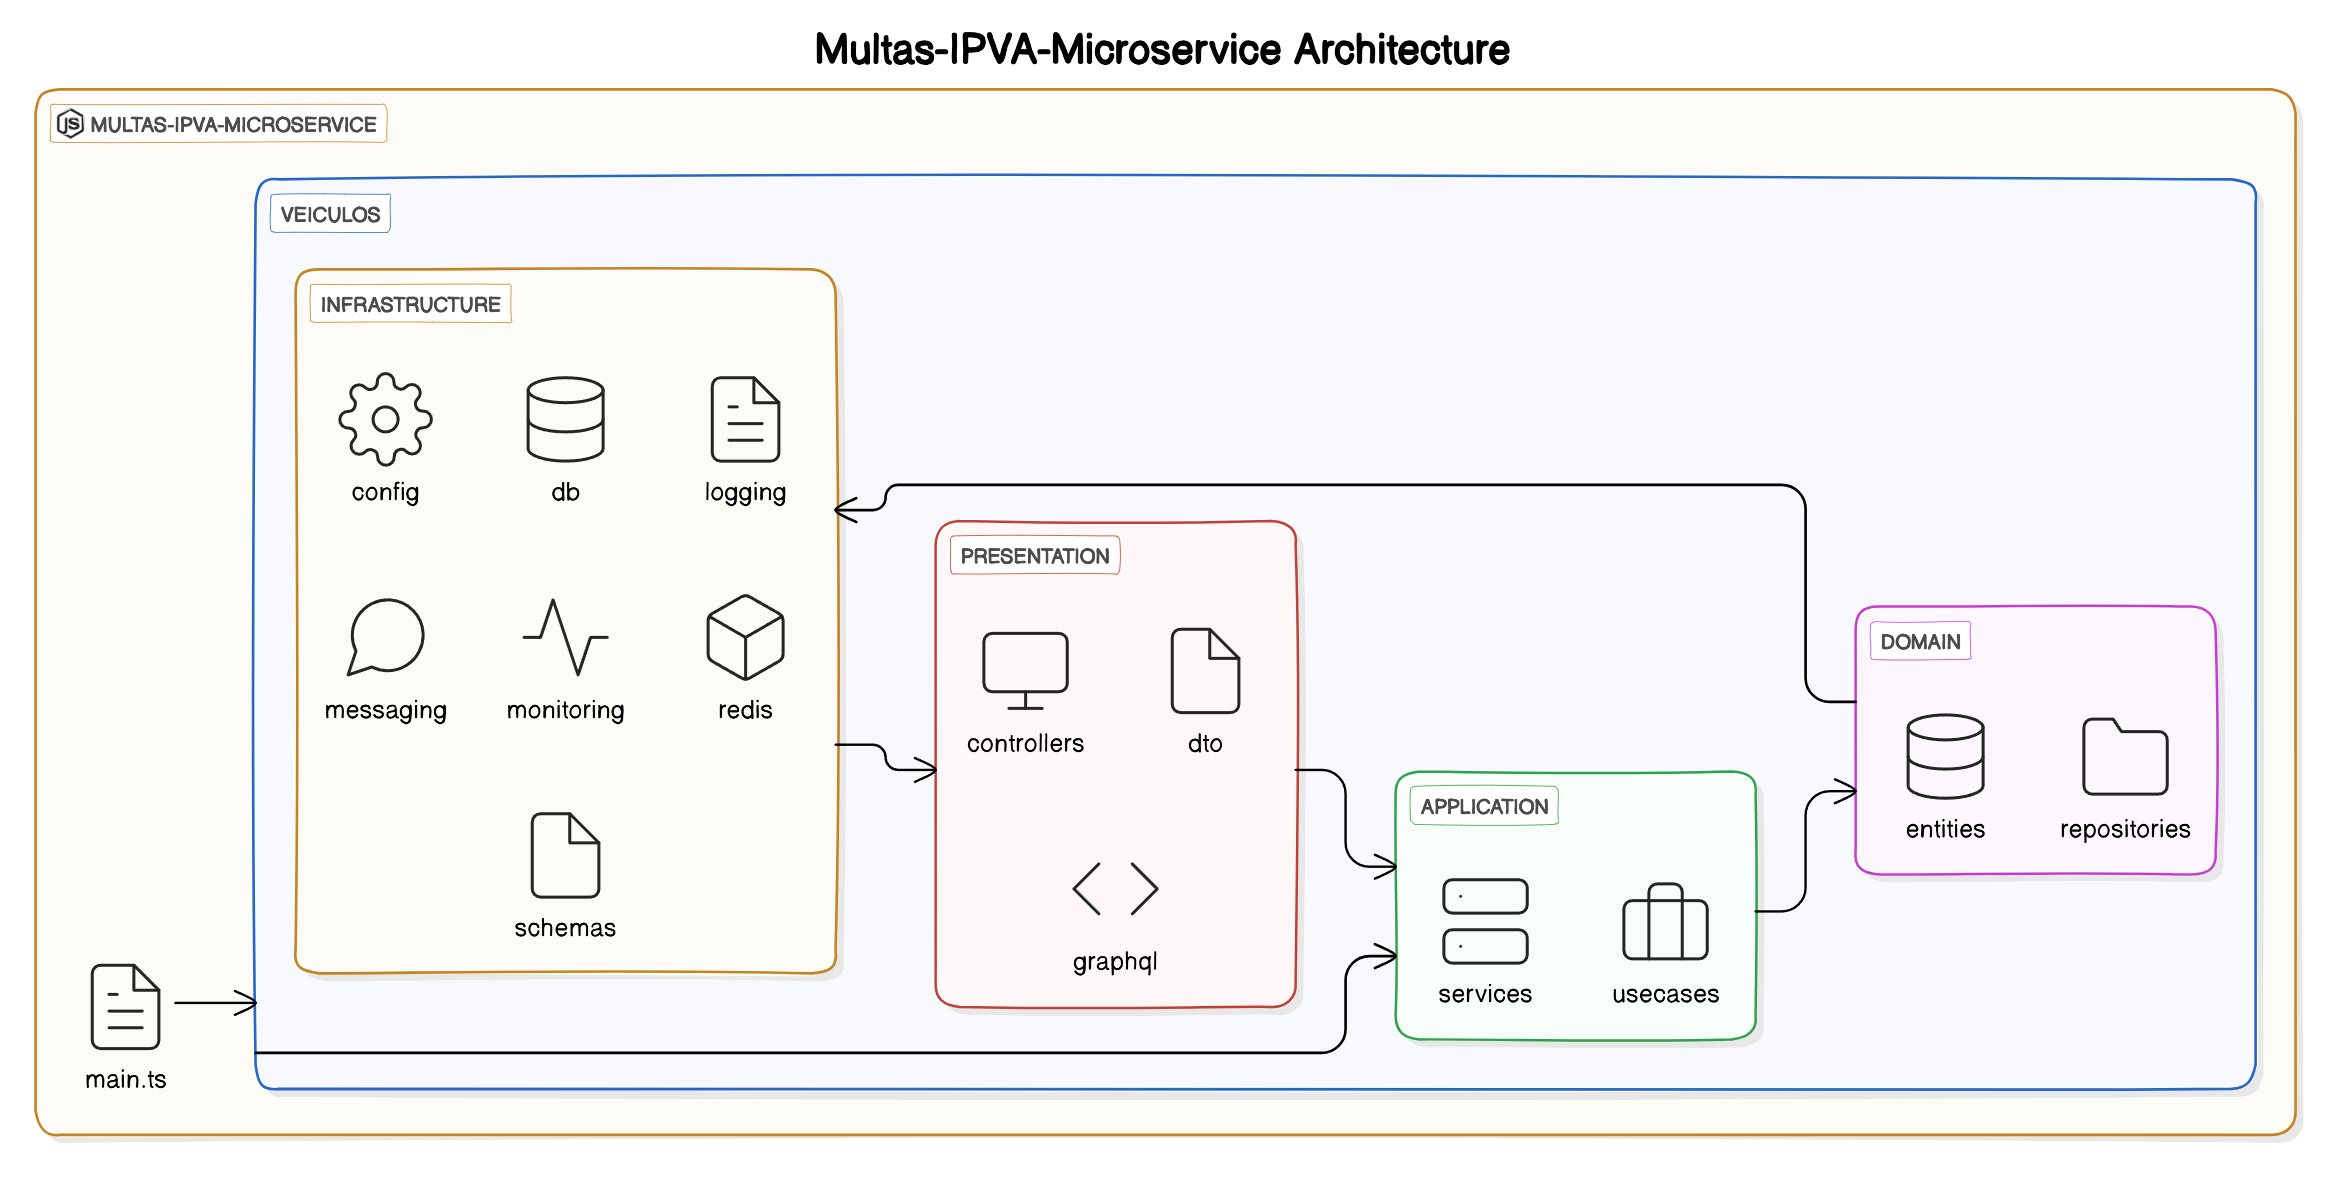 Multas-IPVA-Microservice Architecture
JS MULTAS-IPVA-MICROSERVICE
VEICULOS
INFRASTRUCTURE
config
db
logging
messaging
monitoring
redis
schemas
PRESENTATION
controllers
dto
graphql
APPLICATION
services
usecases
DOMAIN
entities
repositories
main.ts